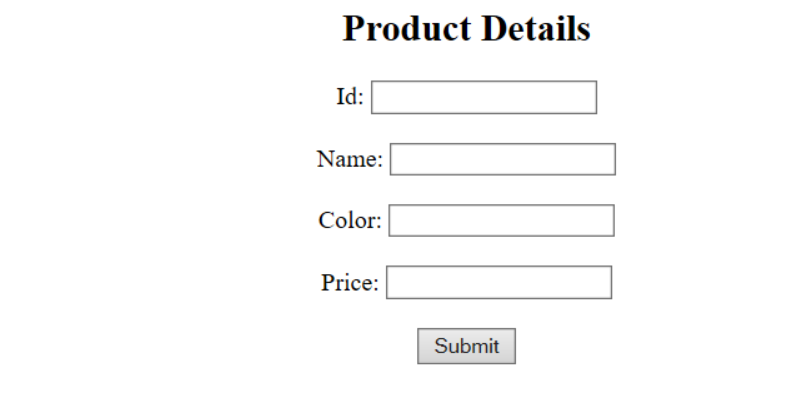 Product Details
Id:
Name:
Color:
Price:
Submit